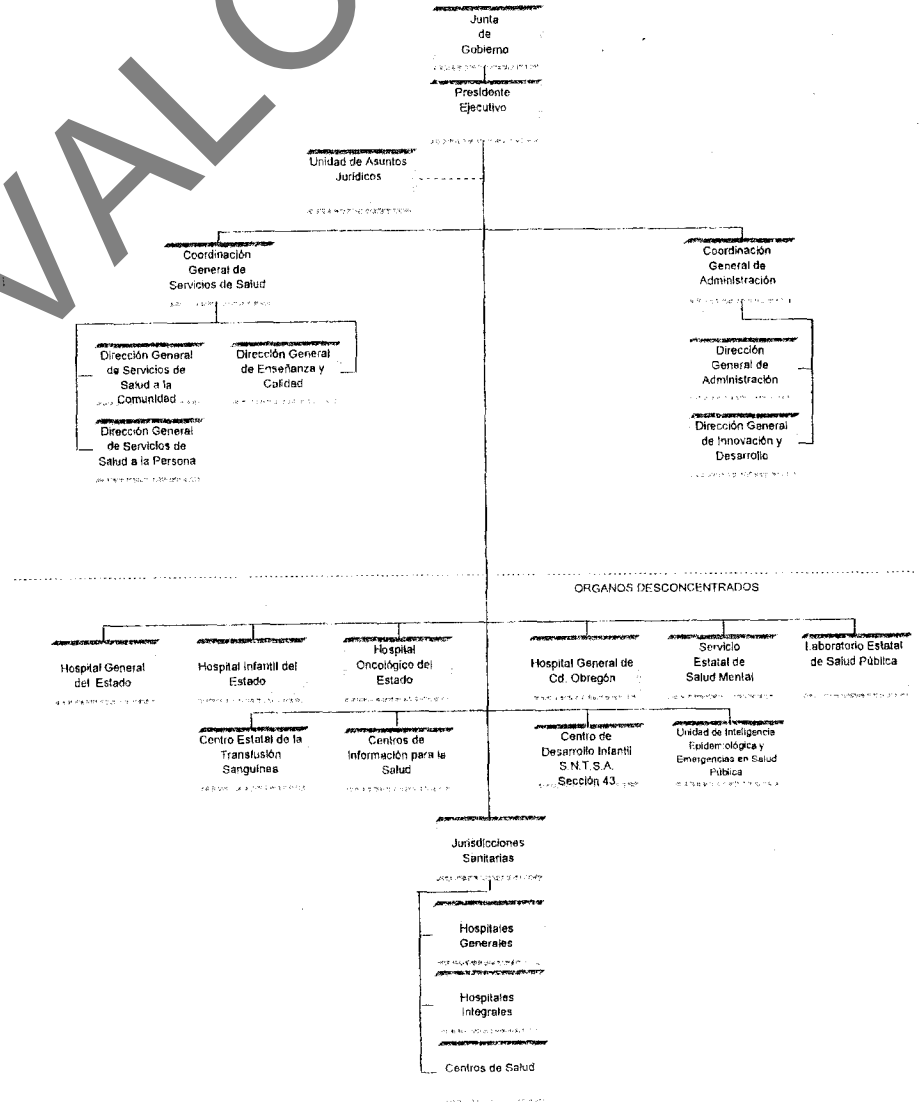 Junta
de
Gobierno
Presidente
Ejecutivo
Unidad de Asuntos
Jurídicos
Coordinación
General de
Servicios de Salud
Coordinación
General de
Administración
Dirección General
de Servicios de
Salud a la
Comunidad
Dirección General
de Enseñanza y
Calidad
Dirección General
de Servicios de
Salud a la Persona
Dirección
General de
Administración
Dirección General
de Innovación y
Desarrollo
ORGANOS DESCONCENTRADOS
Hospital General
del Estado
Hospital Infantil del
Estado
Hospital
Oncológico del
Estado
Hospital General de
Cd. Obregón
Servicio
Estatal de
Salud Mental
Laboratorio Estatal
de Salud Pública
Centro Estatal de la
Transfusión
Sanguínea
Centros de
Información para la
Salud
Centro de
Desarrollo Infantil
S.N.T.S.A.
Sección 43
Unidad de Inteligencia
Epidemiológica y
Emergencias en Salud
Pública
Jurisdicciones
Sanitarias
Hospitales
Generales
Hospitales
Integrales
Centros de Salud
VALO